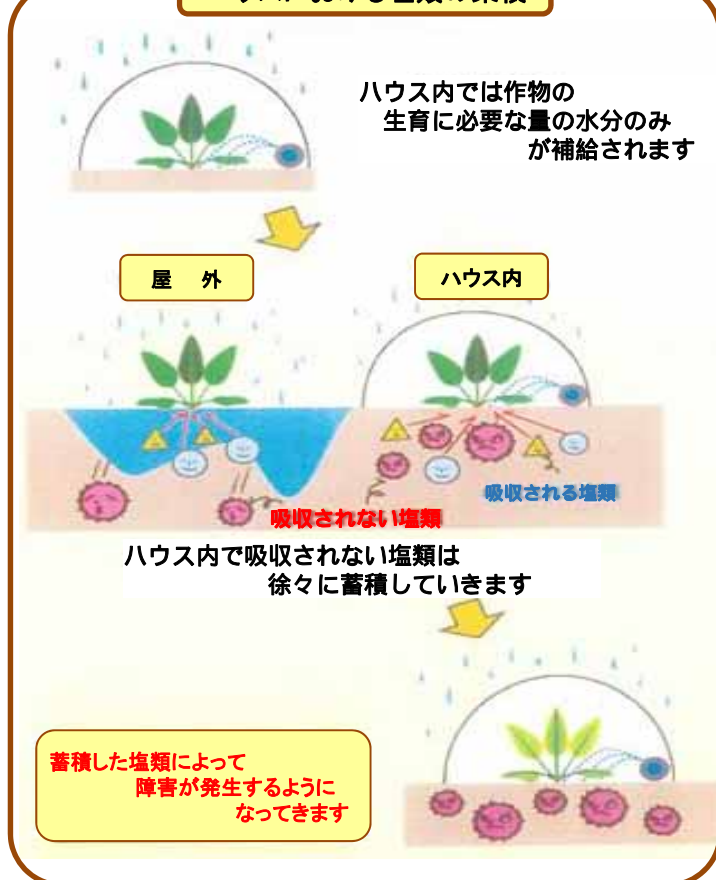 ハウス内では作物の
生育に必要な量の水分のみ
が補給されます
屋 外
ハウス内
吸収される塩類
吸収されない塩類
ハウス内で吸収されない塩類は
徐々に蓄積していきます
蓄積した塩類によって
障害が発生するように
なってきます